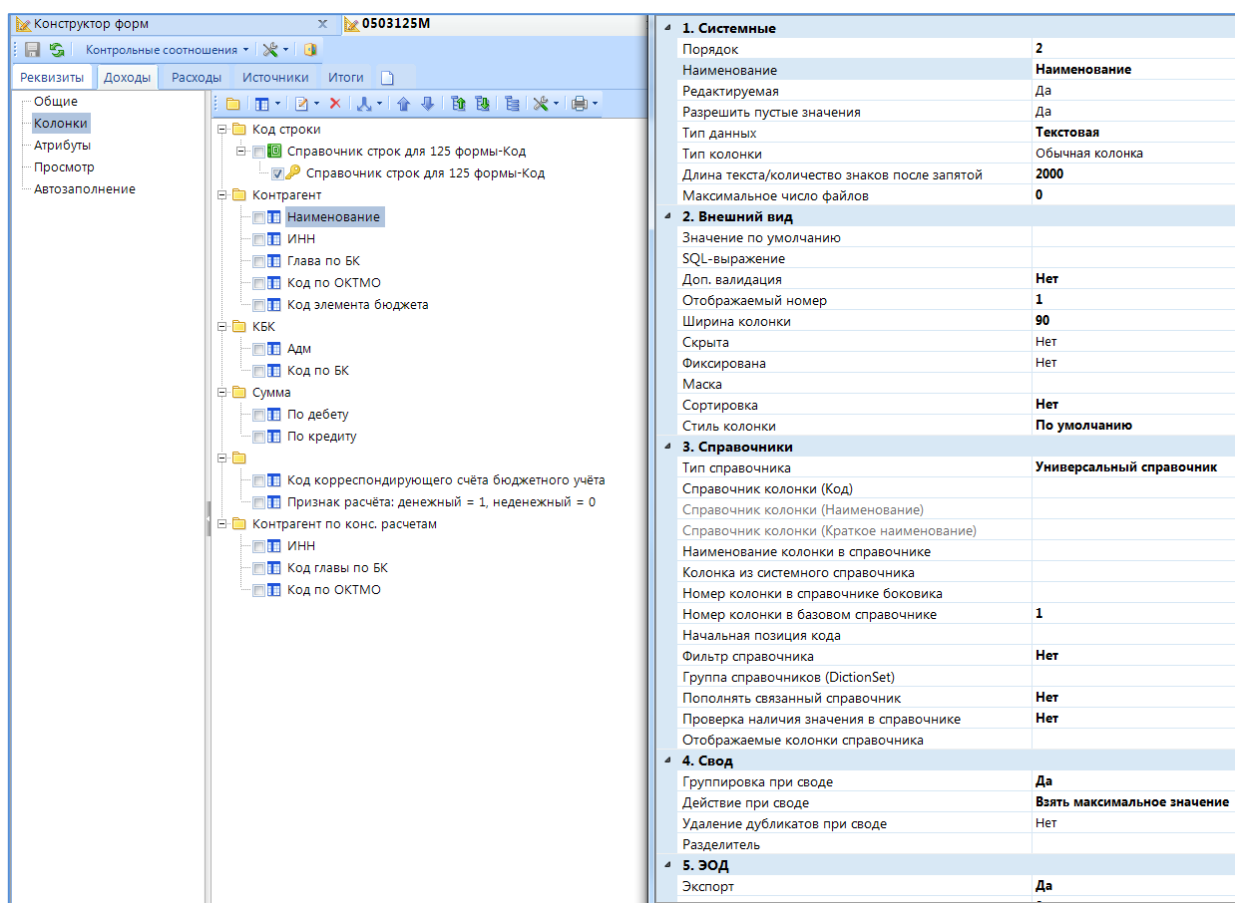 Конструктор форм x 0503125М
Контрольные соотношения
Реквизиты Доходы Расходы Источники Итоги
Общие
Колонки
Атрибуты
Просмотр
Автозаполнение
Код строки
Справочник строк для 125 формы-Код
Справочник строк для 125 формы-Код
Контрагент
Наименование
ИНН
Глава по БК
Код по ОКТМО
Код элемента бюджета
КБК
Адм
Код по БК
Сумма
По дебету
По кредиту
Код корреспондирующего счёта бюджетного учёта
Признак расчёта: денежный = 1, неденежный = 0
Контрагент по конс. расчетам
ИНН
Код главы по БК
Код по ОКТМО
1. Системные
Порядок 2
Наименование Наименование
Редактируемая Да
Разрешить пустые значения Да
Тип данных Текстовая
Тип колонки Обычная колонка
Длина текста/количество знаков после запятой 2000
Максимальное число файлов 0
2. Внешний вид
Значение по умолчанию
SQL-выражение
Доп. валидация Нет
Отображаемый номер 1
Ширина колонки 90
Скрыта Нет
Фиксирована Нет
Маска
Сортировка Нет
Стиль колонки По умолчанию
3. Справочники
Тип справочника Универсальный справочник
Справочник колонки (Код)
Справочник колонки (Наименование)
Справочник колонки (Краткое наименование)
Наименование колонки в справочнике
Колонка из системного справочника
Номер колонки в справочнике боковика
Номер колонки в базовом справочнике 1
Начальная позиция кода
Фильтр справочника Нет
Группа справочников (DictionSet)
Пополнять связанный справочник Нет
Проверка наличия значения в справочнике Нет
Отображаемые колонки справочника
4. Свод
Группировка при своде Да
Действие при своде Взять максимальное значение
Удаление дубликатов при своде Нет
Разделитель
5. ЭОД
Экспорт Да